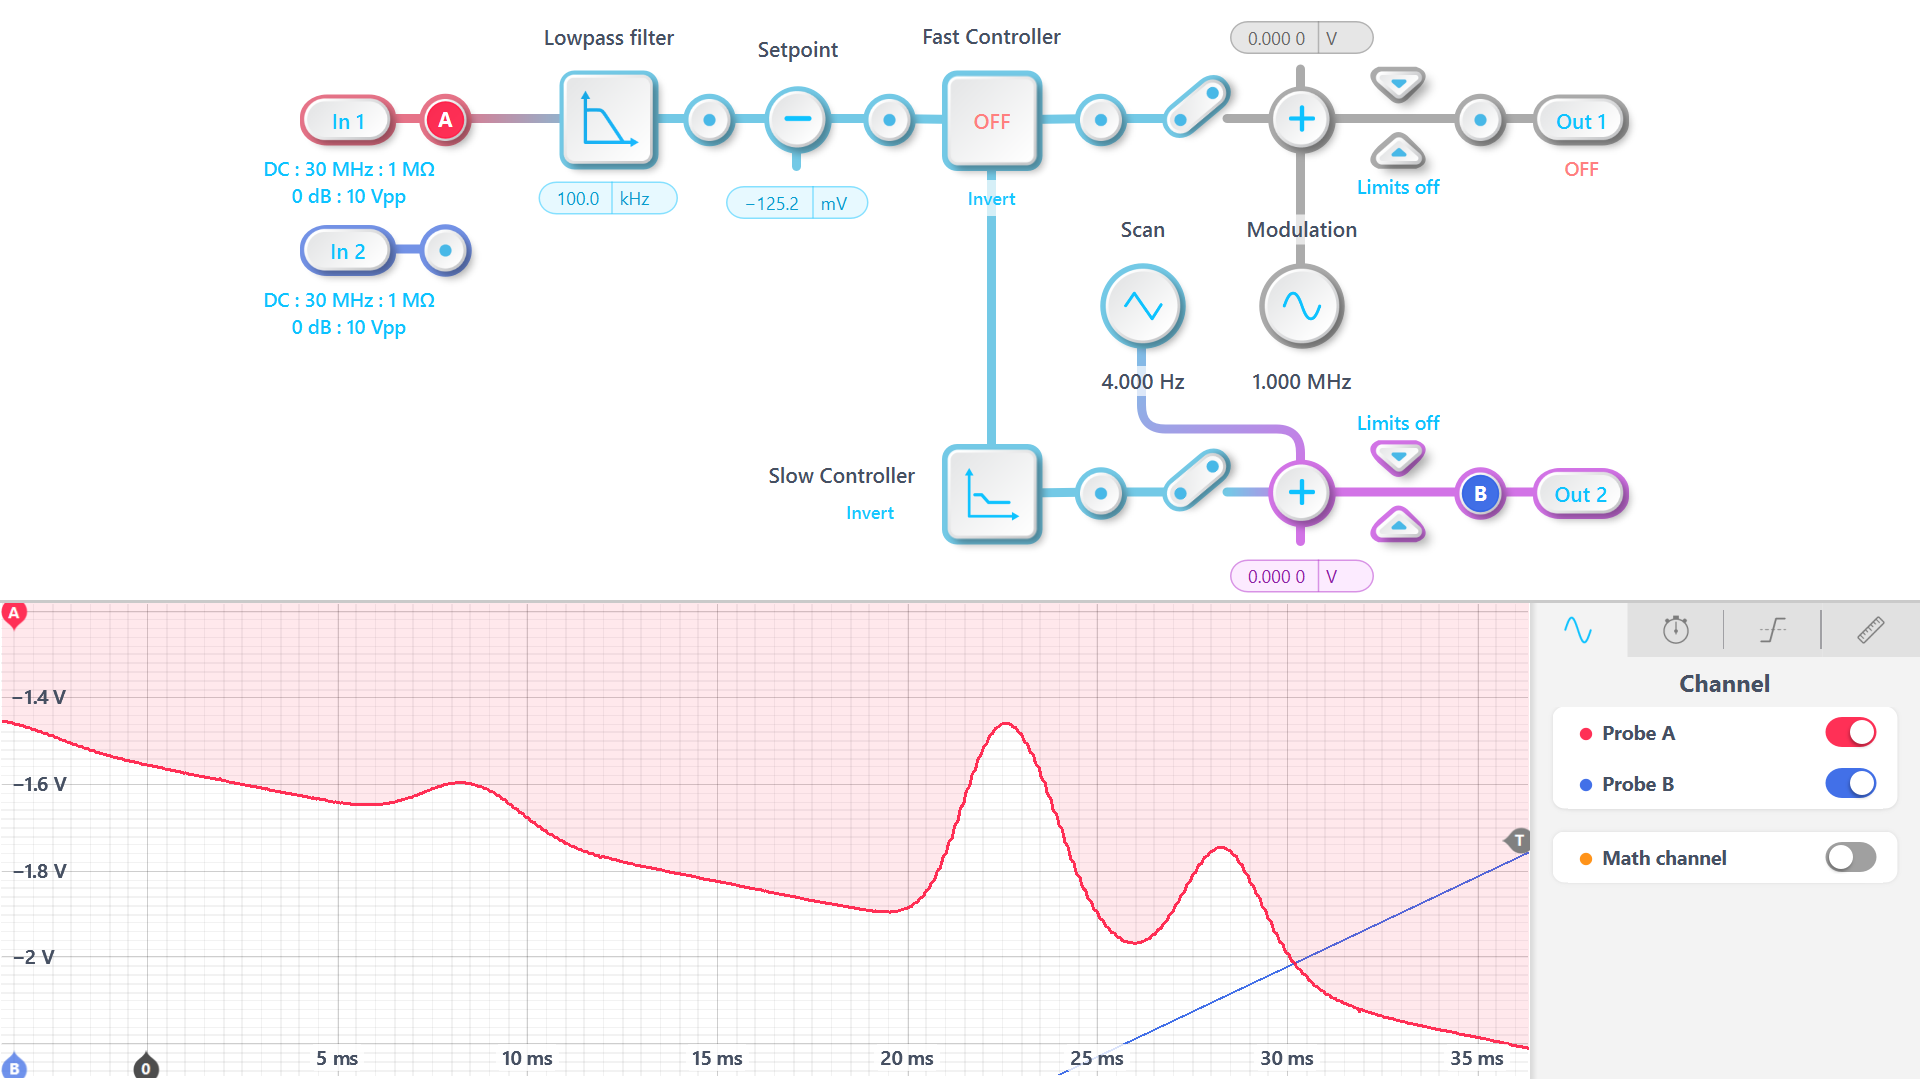 Lowpass filter
Setpoint
Fast Controller
0.000 0 V
In 1
A
OFF
Out 1
DC : 30 MHz : 1 MΩ
0 dB : 10 Vpp
100.0 kHz
−125.2 mV
Invert
Limits off
OFF
In 2
DC : 30 MHz : 1 MΩ
0 dB : 10 Vpp
Scan
Modulation
4.000 Hz
1.000 MHz
Limits off
Slow Controller
Invert
B
Out 2
0.000 0 V
A
−1.4 V
−1.6 V
−1.8 V
−2 V
T
B
0
5 ms
10 ms
15 ms
20 ms
25 ms
30 ms
35 ms
Channel
Probe A
Probe B
Math channel